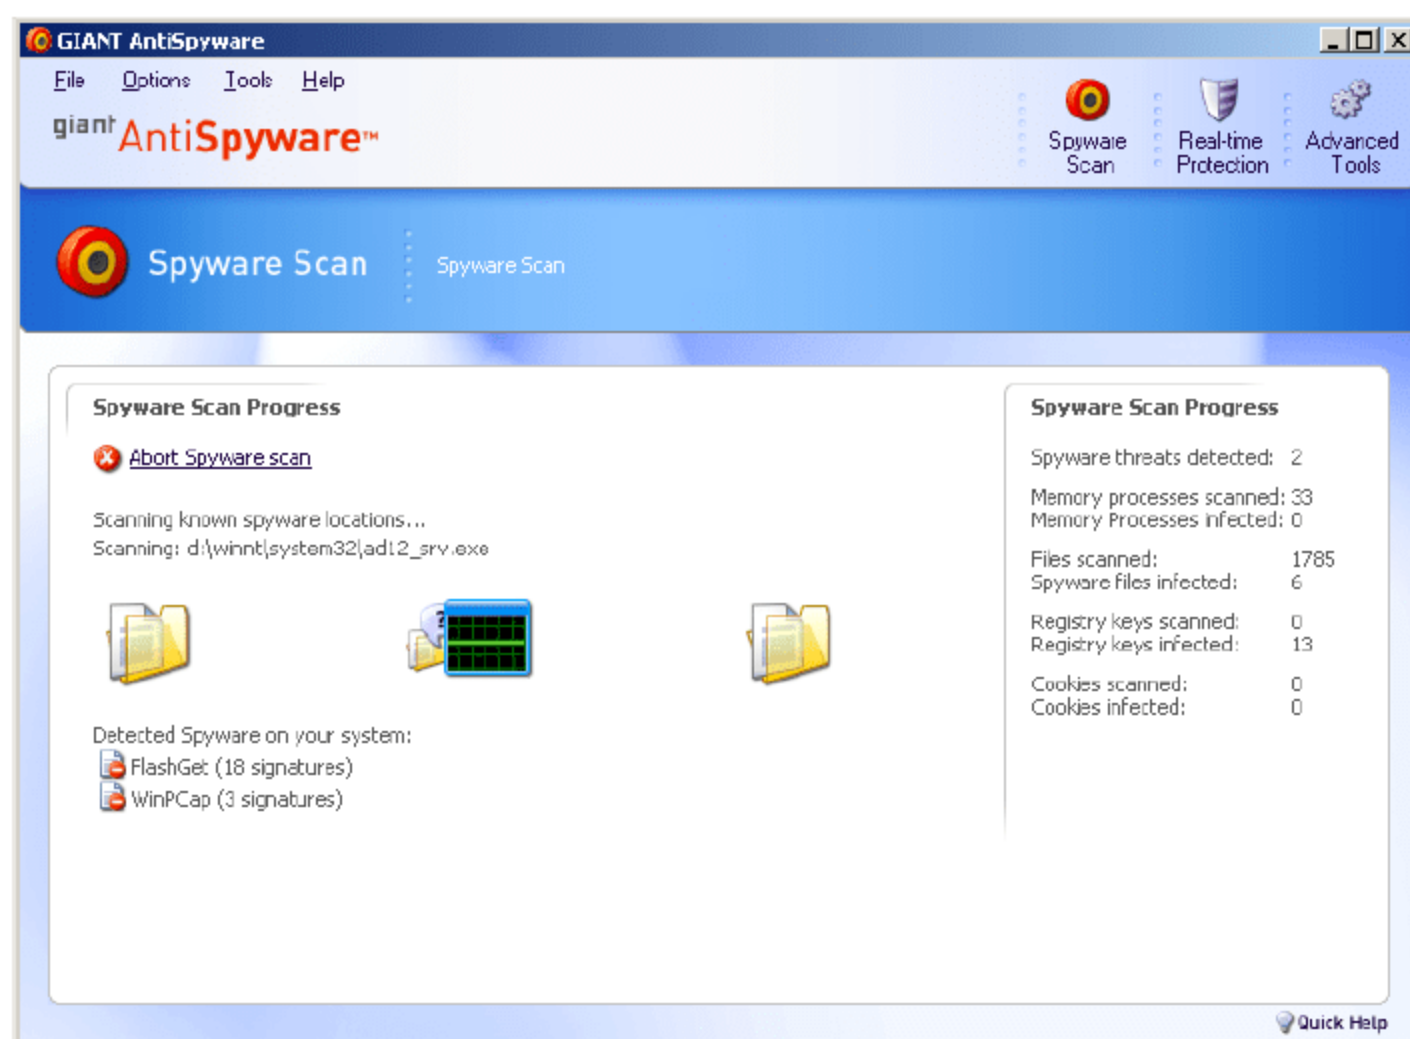 GIANT AntiSpyware
File Options Tools Help
giant AntiSpyware™
Spyware Scan
Real-time Protection
Advanced Tools
Spyware Scan
Spyware Scan
Spyware Scan Progress
Abort Spyware scan
Scanning known spyware locations...
Scanning: d:\winnt\system32\ad12_srv.exe
?
Detected Spyware on your system:
FlashGet (18 signatures)
WinPCap (3 signatures)
Spyware Scan Progress
Spyware threats detected: 2
Memory processes scanned: 33
Memory Processes infected: 0
Files scanned: 1785
Spyware files infected: 6
Registry keys scanned: 0
Registry keys infected: 13
Cookies scanned: 0
Cookies infected: 0
Quick Help